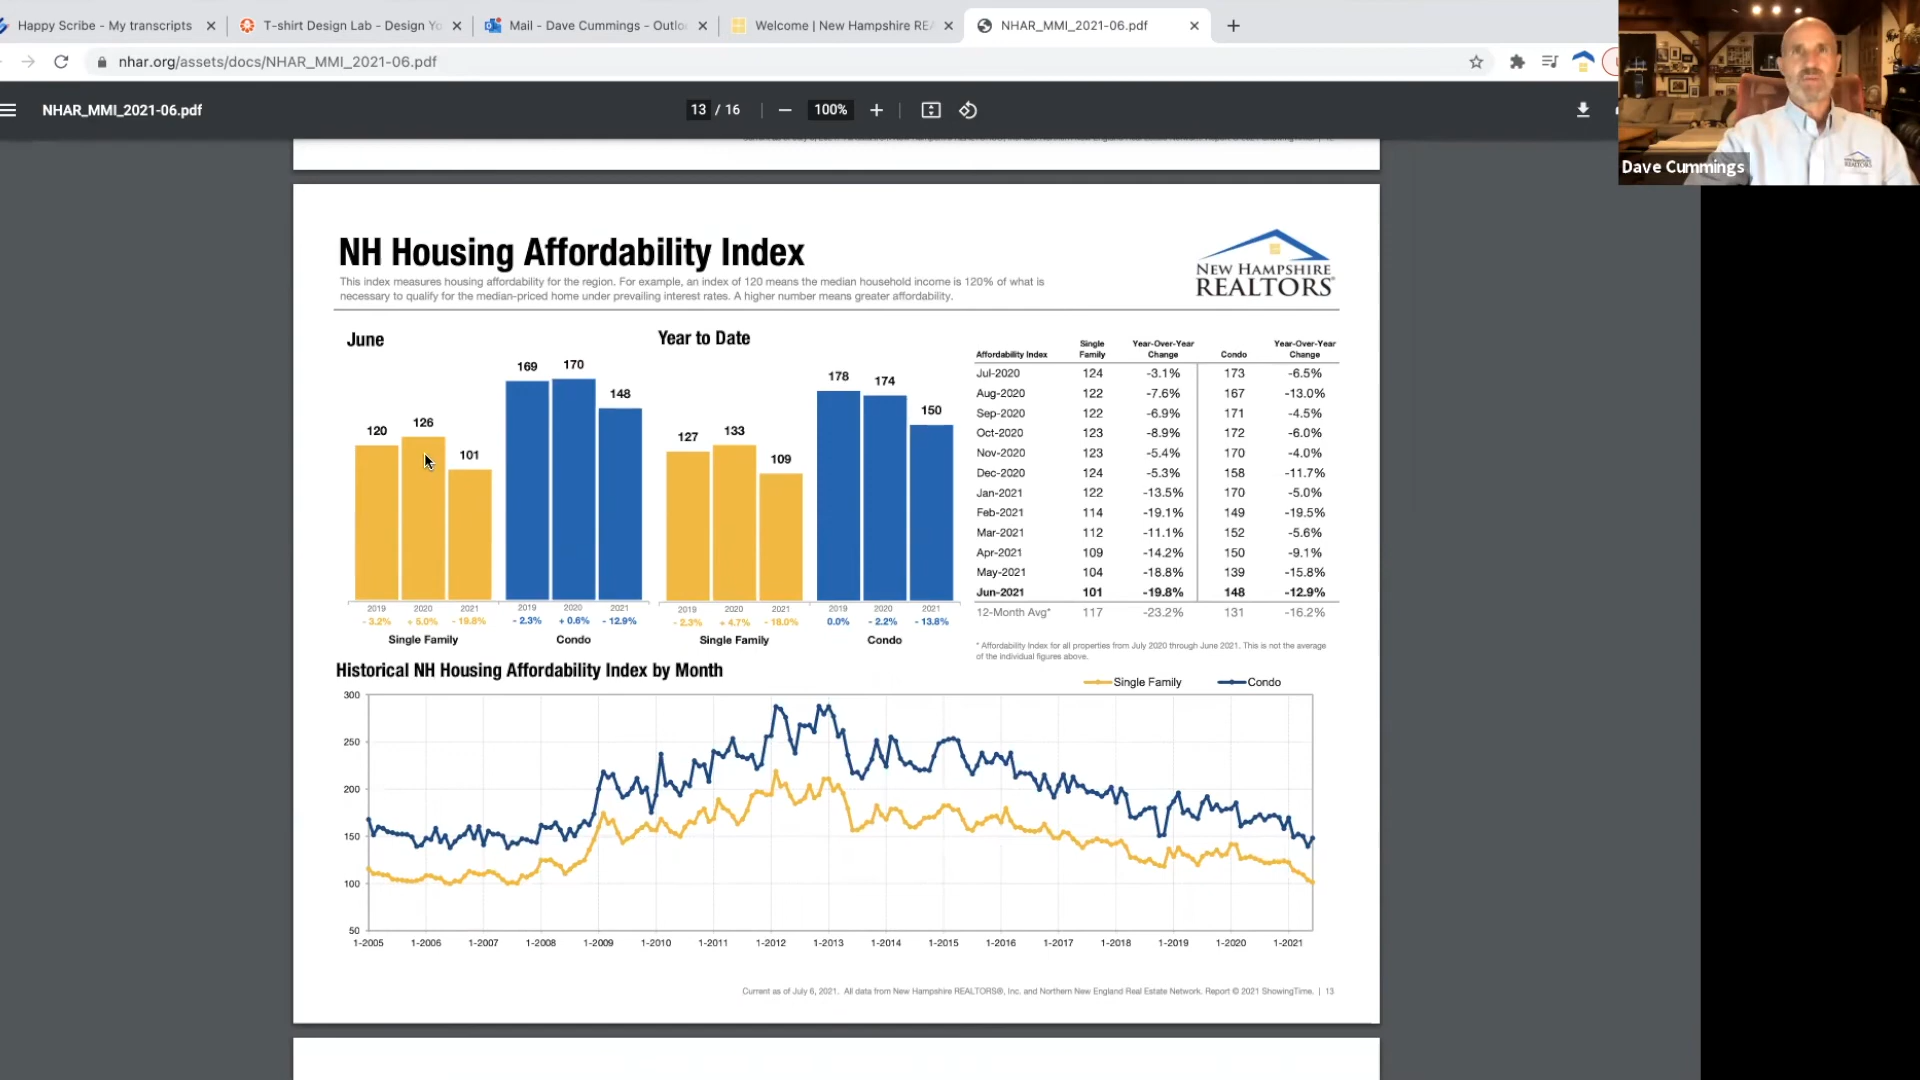 Happy Scribe - My transcripts
T-shirt Design Lab - Design Yo
Mail - Dave Cummings - Outlo
Welcome | New Hampshire REA
NHAR_MMI_2021-06.pdf
nhar.org/assets/docs/NHAR_MMI_2021-06.pdf
NHAR_MMI_2021-06.pdf
13 / 16
100%
Dave Cummings
NH Housing Affordability Index
This index measures housing affordability for the region. For example, an index of 120 means the median household income is 120% of what is
necessary to qualify for the median-priced home under prevailing interest rates. A higher number means greater affordability.
NEW HAMPSHIRE
REALTORS®
June
120 126 101 169 170 148
2019 2020 2021 2019 2020 2021
- 3.2% + 5.0% - 19.8% - 2.3% + 0.6% - 12.9%
Single Family Condo
Year to Date
127 133 109 178 174 150
2019 2020 2021 2019 2020 2021
- 2.3% + 4.7% - 18.0% 0.0% - 2.2% - 13.8%
Single Family Condo
Affordability Index Single Family Year-Over-Year Change Condo Year-Over-Year Change
Jul-2020 124 -3.1% 173 -6.5%
Aug-2020 122 -7.6% 167 -13.0%
Sep-2020 122 -6.9% 171 -4.5%
Oct-2020 123 -8.9% 172 -6.0%
Nov-2020 123 -5.4% 170 -4.0%
Dec-2020 124 -5.3% 158 -11.7%
Jan-2021 122 -13.5% 170 -5.0%
Feb-2021 114 -19.1% 149 -19.5%
Mar-2021 112 -11.1% 152 -5.6%
Apr-2021 109 -14.2% 150 -9.1%
May-2021 104 -18.8% 139 -15.8%
Jun-2021 101 -19.8% 148 -12.9%
12-Month Avg* 117 -23.2% 131 -16.2%
* Affordability Index for all properties from July 2020 through June 2021. This is not the average
of the individual figures above.
Historical NH Housing Affordability Index by Month
Single Family Condo
300
250
200
150
100
50
1-2005 1-2006 1-2007 1-2008 1-2009 1-2010 1-2011 1-2012 1-2013 1-2014 1-2015 1-2016 1-2017 1-2018 1-2019 1-2020 1-2021
Current as of July 6, 2021. All data from New Hampshire REALTORS®, Inc. and Northern New England Real Estate Network. Report © 2021 ShowingTime. | 13